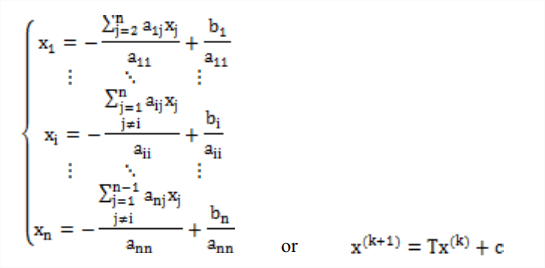 x₁ = − (∑ⁿⱼ₌₂ a₁ⱼxⱼ)/a₁₁ + b₁/a₁₁
⋮ ⋱ ⋮
xᵢ = − (∑ⁿⱼ₌₁ j≠i aᵢⱼxⱼ)/aᵢᵢ + bᵢ/aᵢᵢ
⋮ ⋱ ⋮
xₙ = − (∑ⁿ⁻¹ⱼ₌₁ j≠i aₙⱼxⱼ)/aₙₙ + bₙ/aₙₙ or x⁽ᵏ⁺¹⁾ = Tx⁽ᵏ⁾ + c